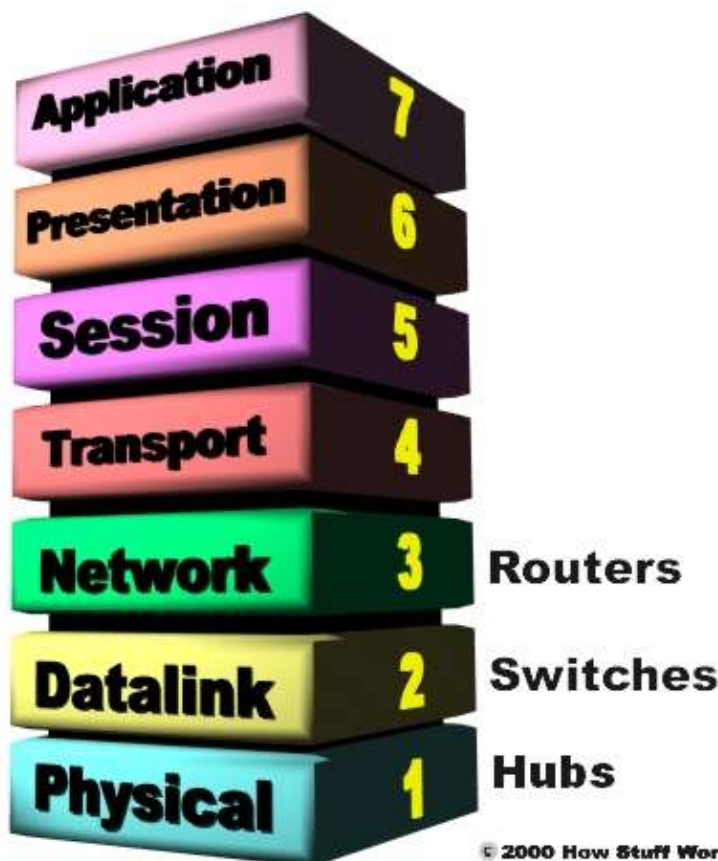 Application 7
Presentation 6
Session 5
Transport 4
Network 3 Routers
Datalink 2 Switches
Physical 1 Hubs
© 2000 How Stuff Wor